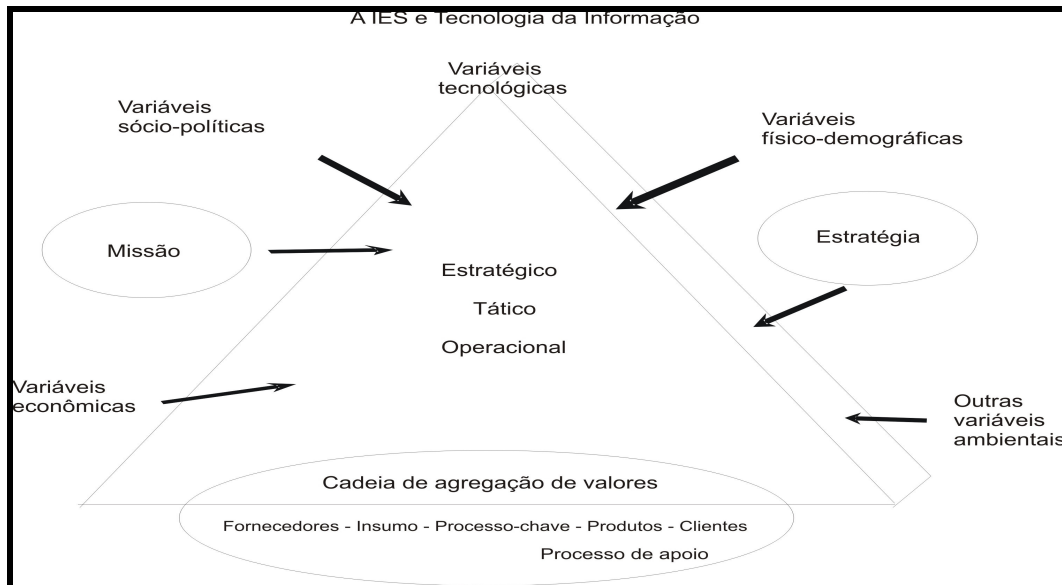 A IES e Tecnologia da Informação
Variáveis
tecnológicas
Variáveis
sócio-políticas
Variáveis
físico-demográficas
Missão
Estratégia
Estratégico
Tático
Operacional
Variáveis
econômicas
Outras
variáveis
ambientais
Cadeia de agregação de valores
Fornecedores - Insumo - Processo-chave - Produtos - Clientes
Processo de apoio